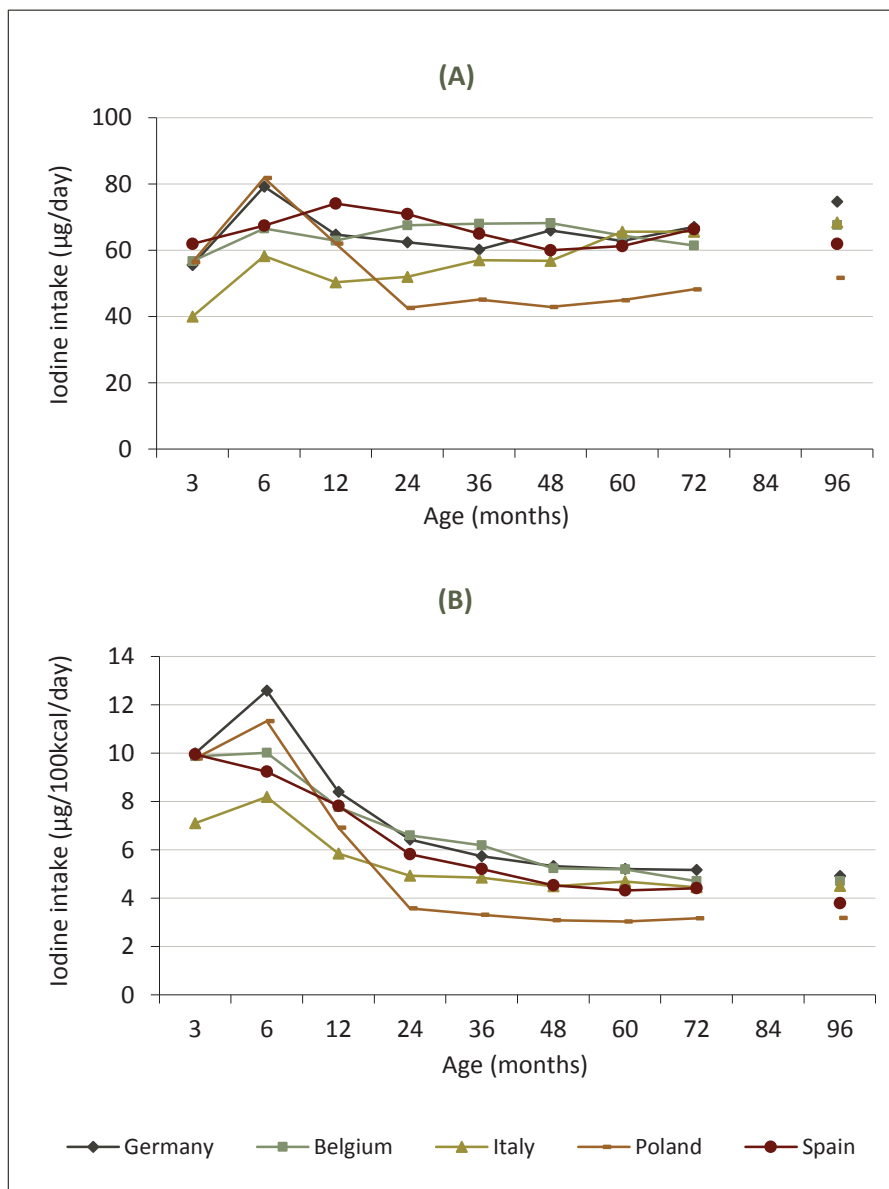 (A)
Iodine intake (µg/day)
100
80
60
40
20
0
3 6 12 24 36 48 60 72 84 96
Age (months)
(B)
Iodine intake (µg/100kcal/day)
14
12
10
8
6
4
2
0
3 6 12 24 36 48 60 72 84 96
Age (months)
Germany Belgium Italy Poland Spain